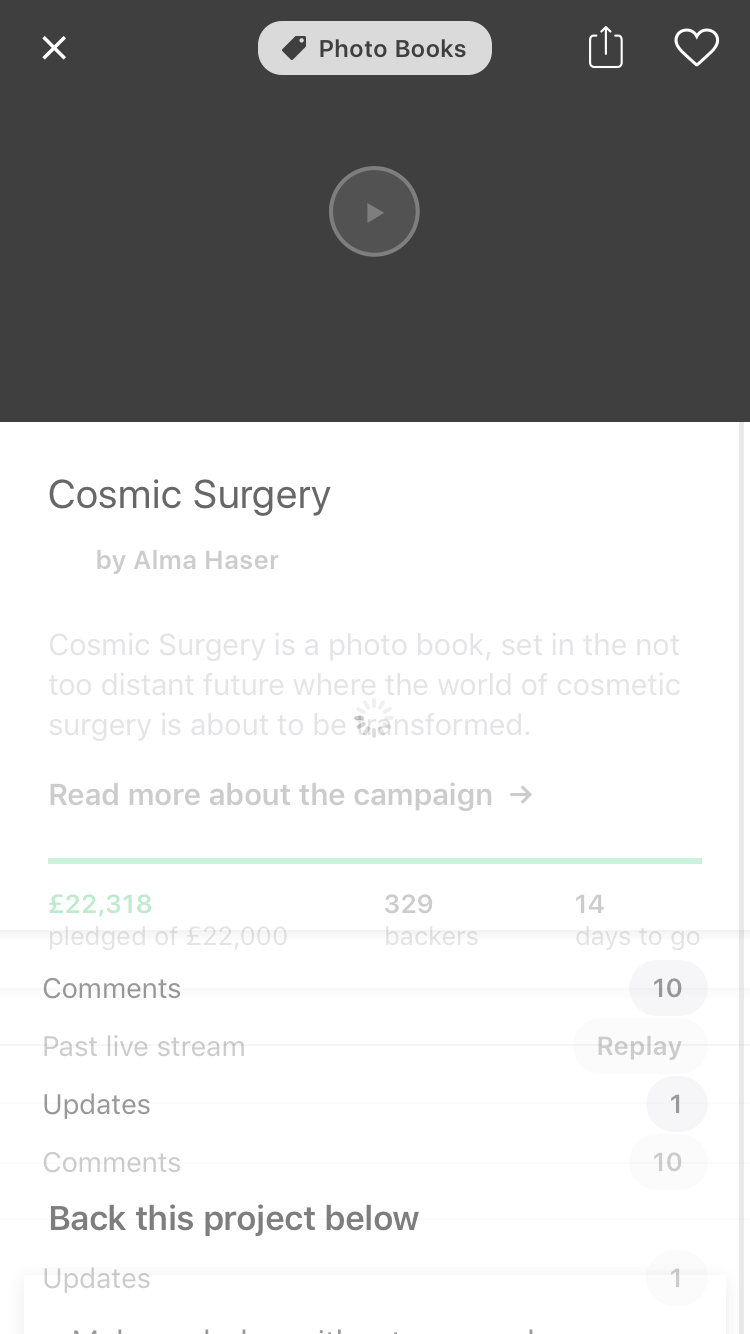 Photo Books
Cosmic Surgery
by Alma Haser
Cosmic Surgery is a photo book, set in the not
too distant future where the world of cosmetic
surgery is about to be transformed.
Read more about the campaign →
£22,318 329 14
pledged of £22,000 backers days to go
Comments 10
Past live stream Replay
Updates 1
Comments 10
Back this project below
Updates 1